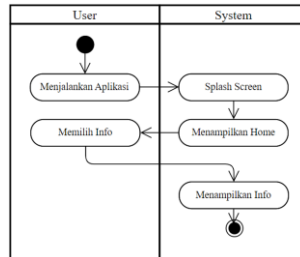 User
System
Menjalankan Aplikasi
Splash Screen
Memilih Info
Menampilkan Home
Menampilkan Info